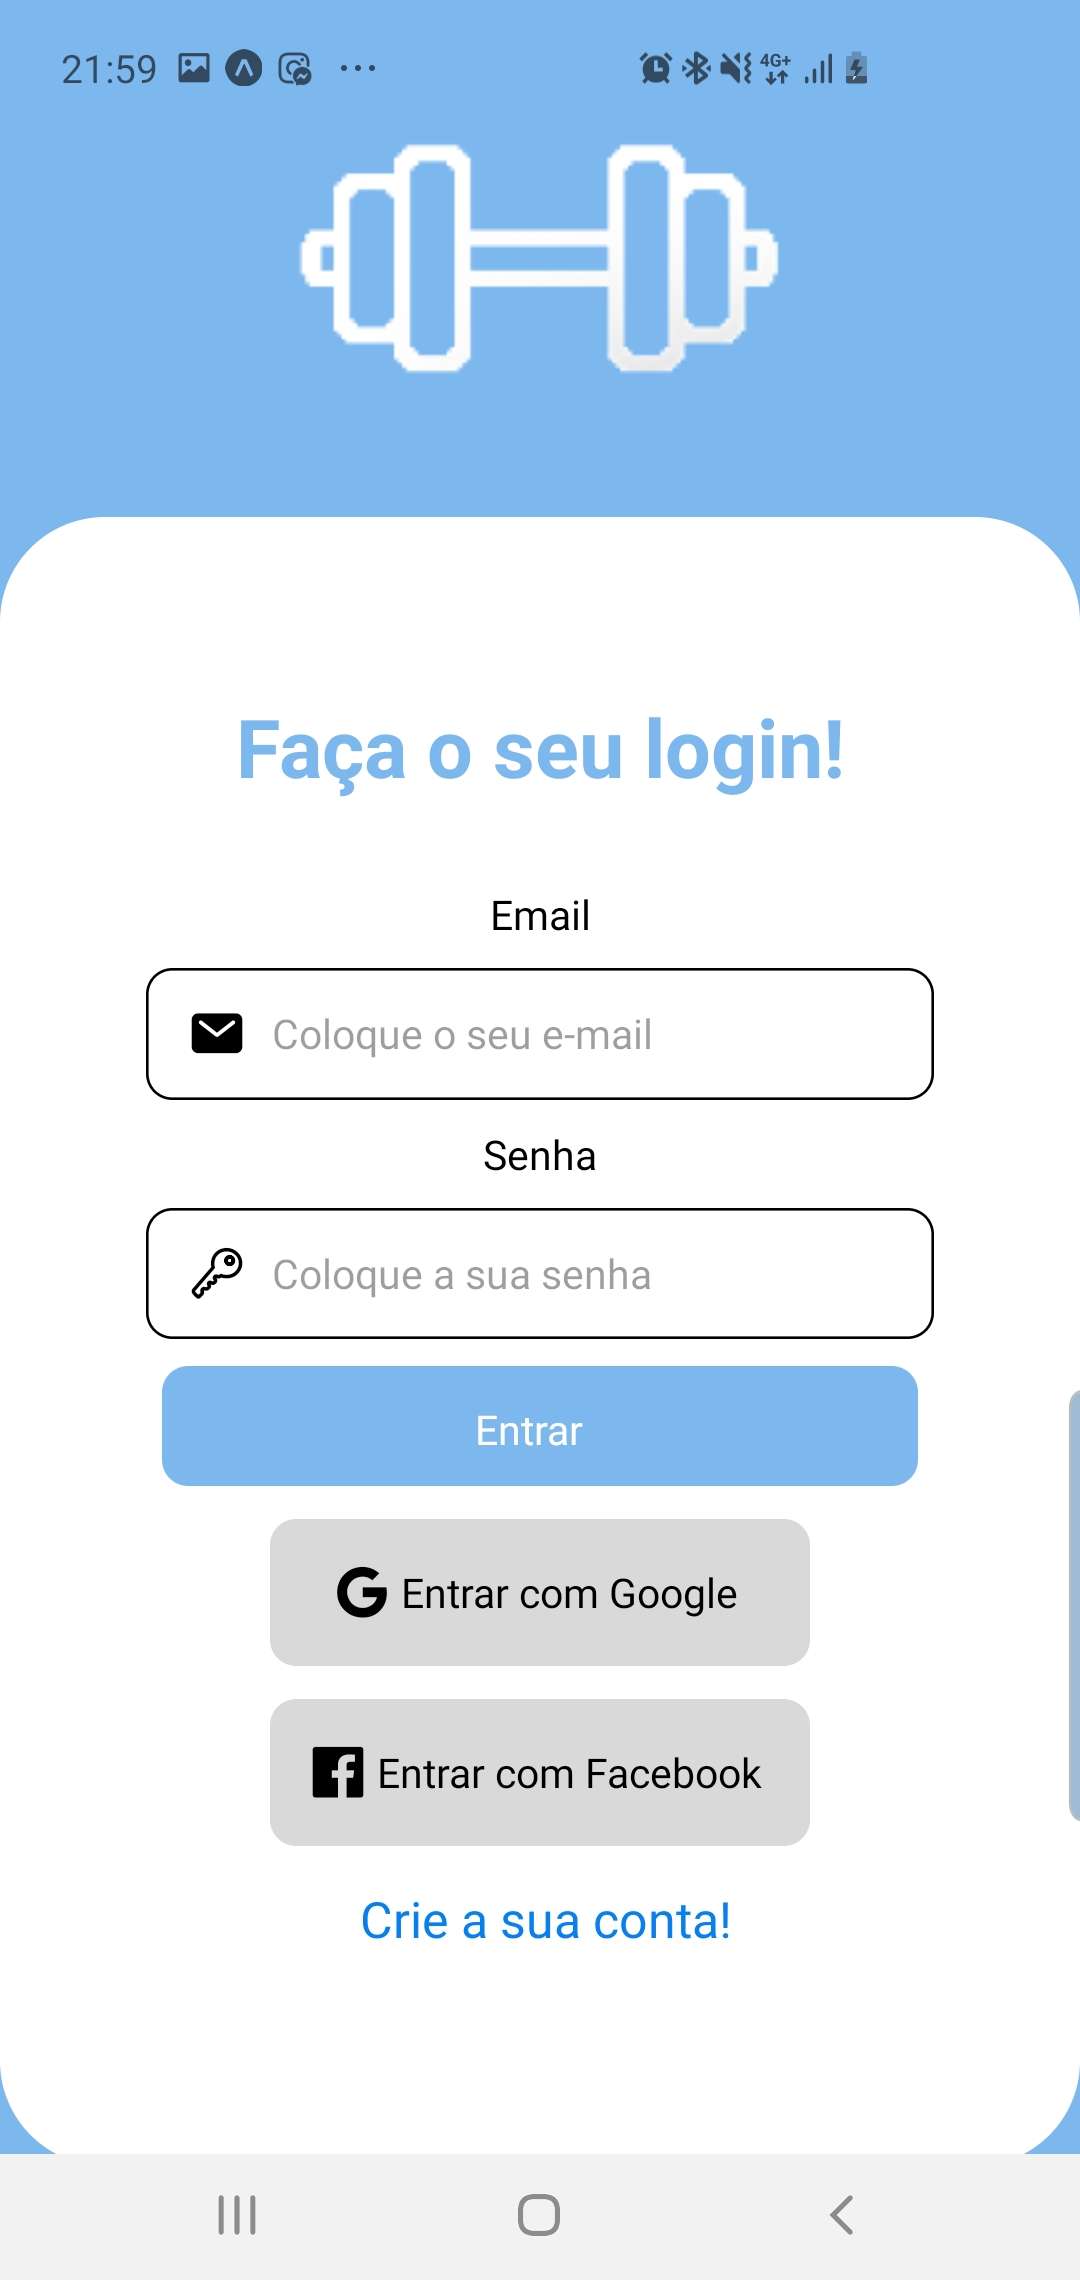 21:59
4G+
Faça o seu login!
Email
Coloque o seu e-mail
Senha
Coloque a sua senha
Entrar
Entrar com Google
Entrar com Facebook
Crie a sua conta!